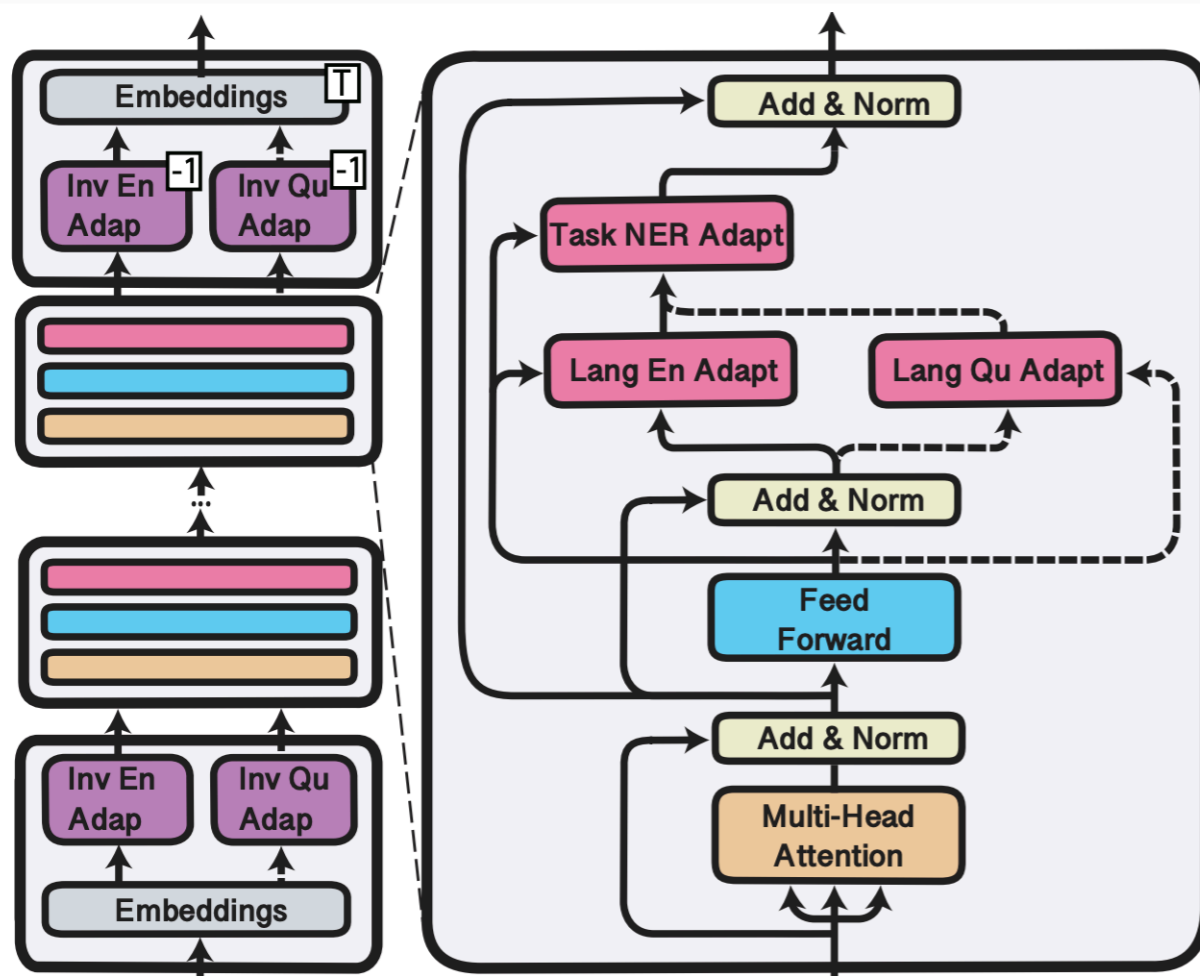 Embeddings
T
Inv En
Adap
-1
Inv Qu
Adap
-1
...
Inv En
Adap
Inv Qu
Adap
Embeddings
Add & Norm
Task NER Adapt
Lang En Adapt
Lang Qu Adapt
Add & Norm
Feed
Forward
Add & Norm
Multi-Head
Attention